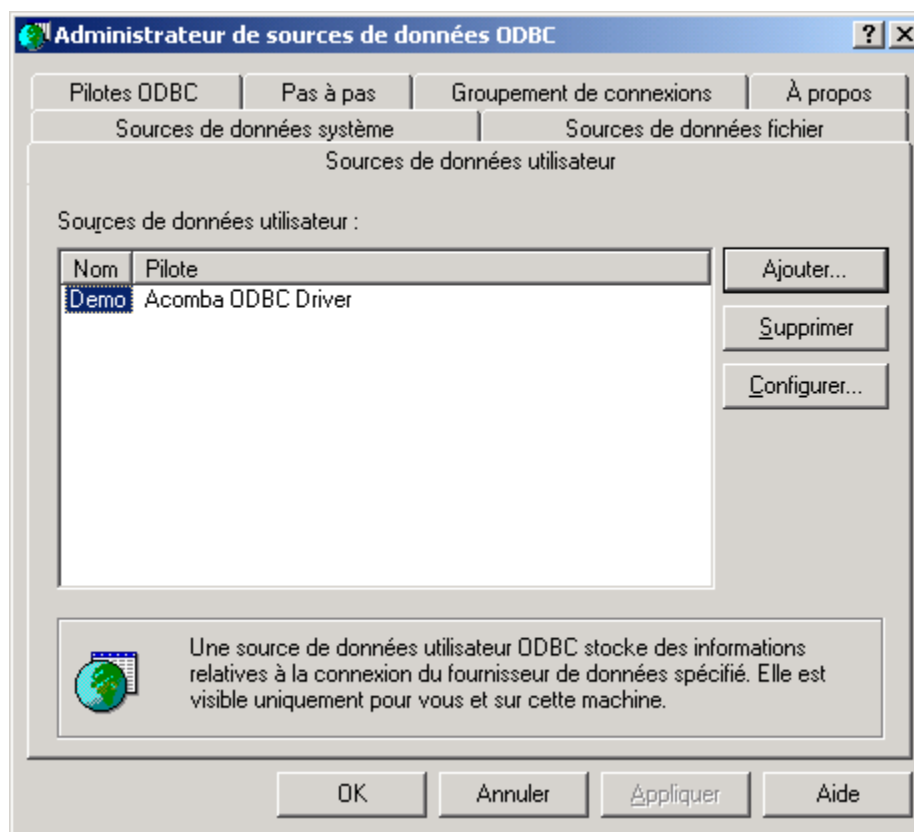 Administrateur de sources de données ODBC
Pilotes ODBC
Pas à pas
Groupement de connexions
À propos
Sources de données système
Sources de données fichier
Sources de données utilisateur
Sources de données utilisateur :
Nom Pilote
Demo Acomba ODBC Driver
Ajouter...
Supprimer
Configurer...
Une source de données utilisateur ODBC stocke des informations
relatives à la connexion du fournisseur de données spécifié. Elle est
visible uniquement pour vous et sur cette machine.
OK
Annuler
Appliquer
Aide